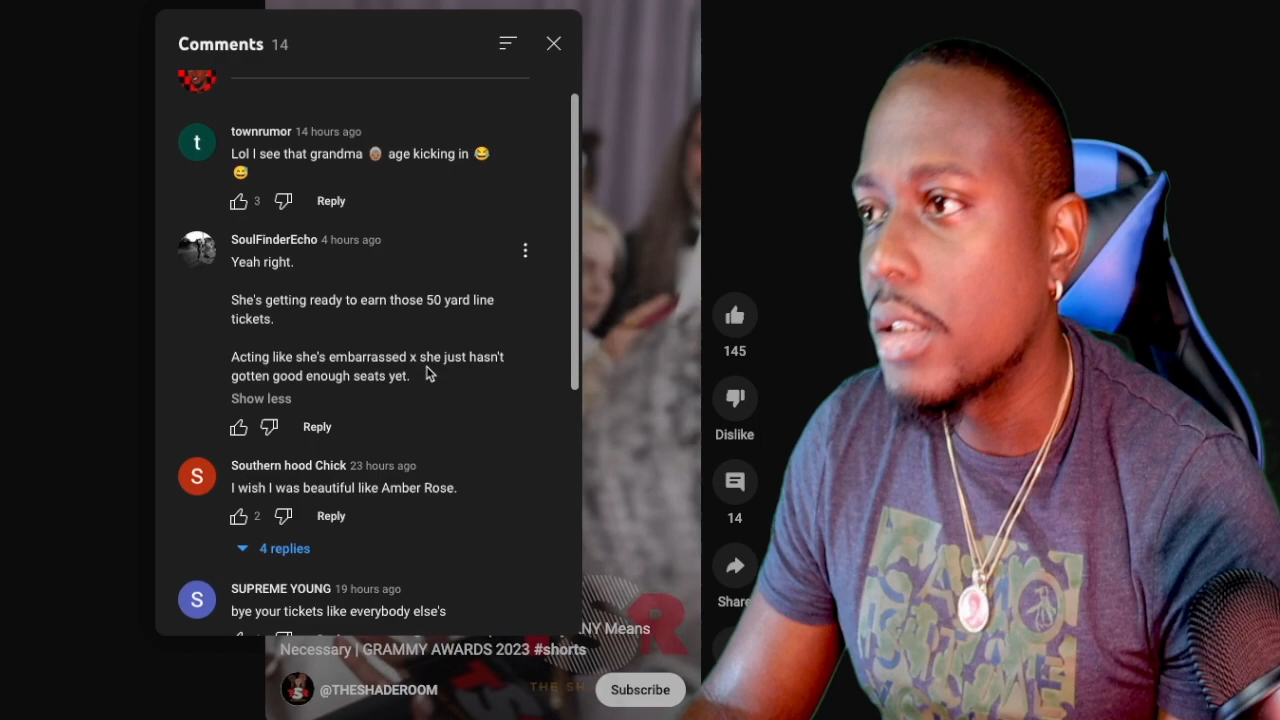 Comments 14
townrumor 14 hours ago
Lol I see that grandma 👵🏽 age kicking in 😂
😅
3 Reply
SoulFinderEcho 4 hours ago
Yeah right.
She's getting ready to earn those 50 yard line
tickets.
Acting like she's embarrassed x she just hasn't
gotten good enough seats yet.
Show less
Reply
S
Southern hood Chick 23 hours ago
I wish I was beautiful like Amber Rose.
2 Reply
4 replies
S
SUPREME YOUNG 19 hours ago
bye your tickets like everybody else's
t
145
Dislike
14
Share
NY Means
Necessary | GRAMMY AWARDS 2023 #shorts
@THESHADEROOM
Subscribe
THE SH
SR